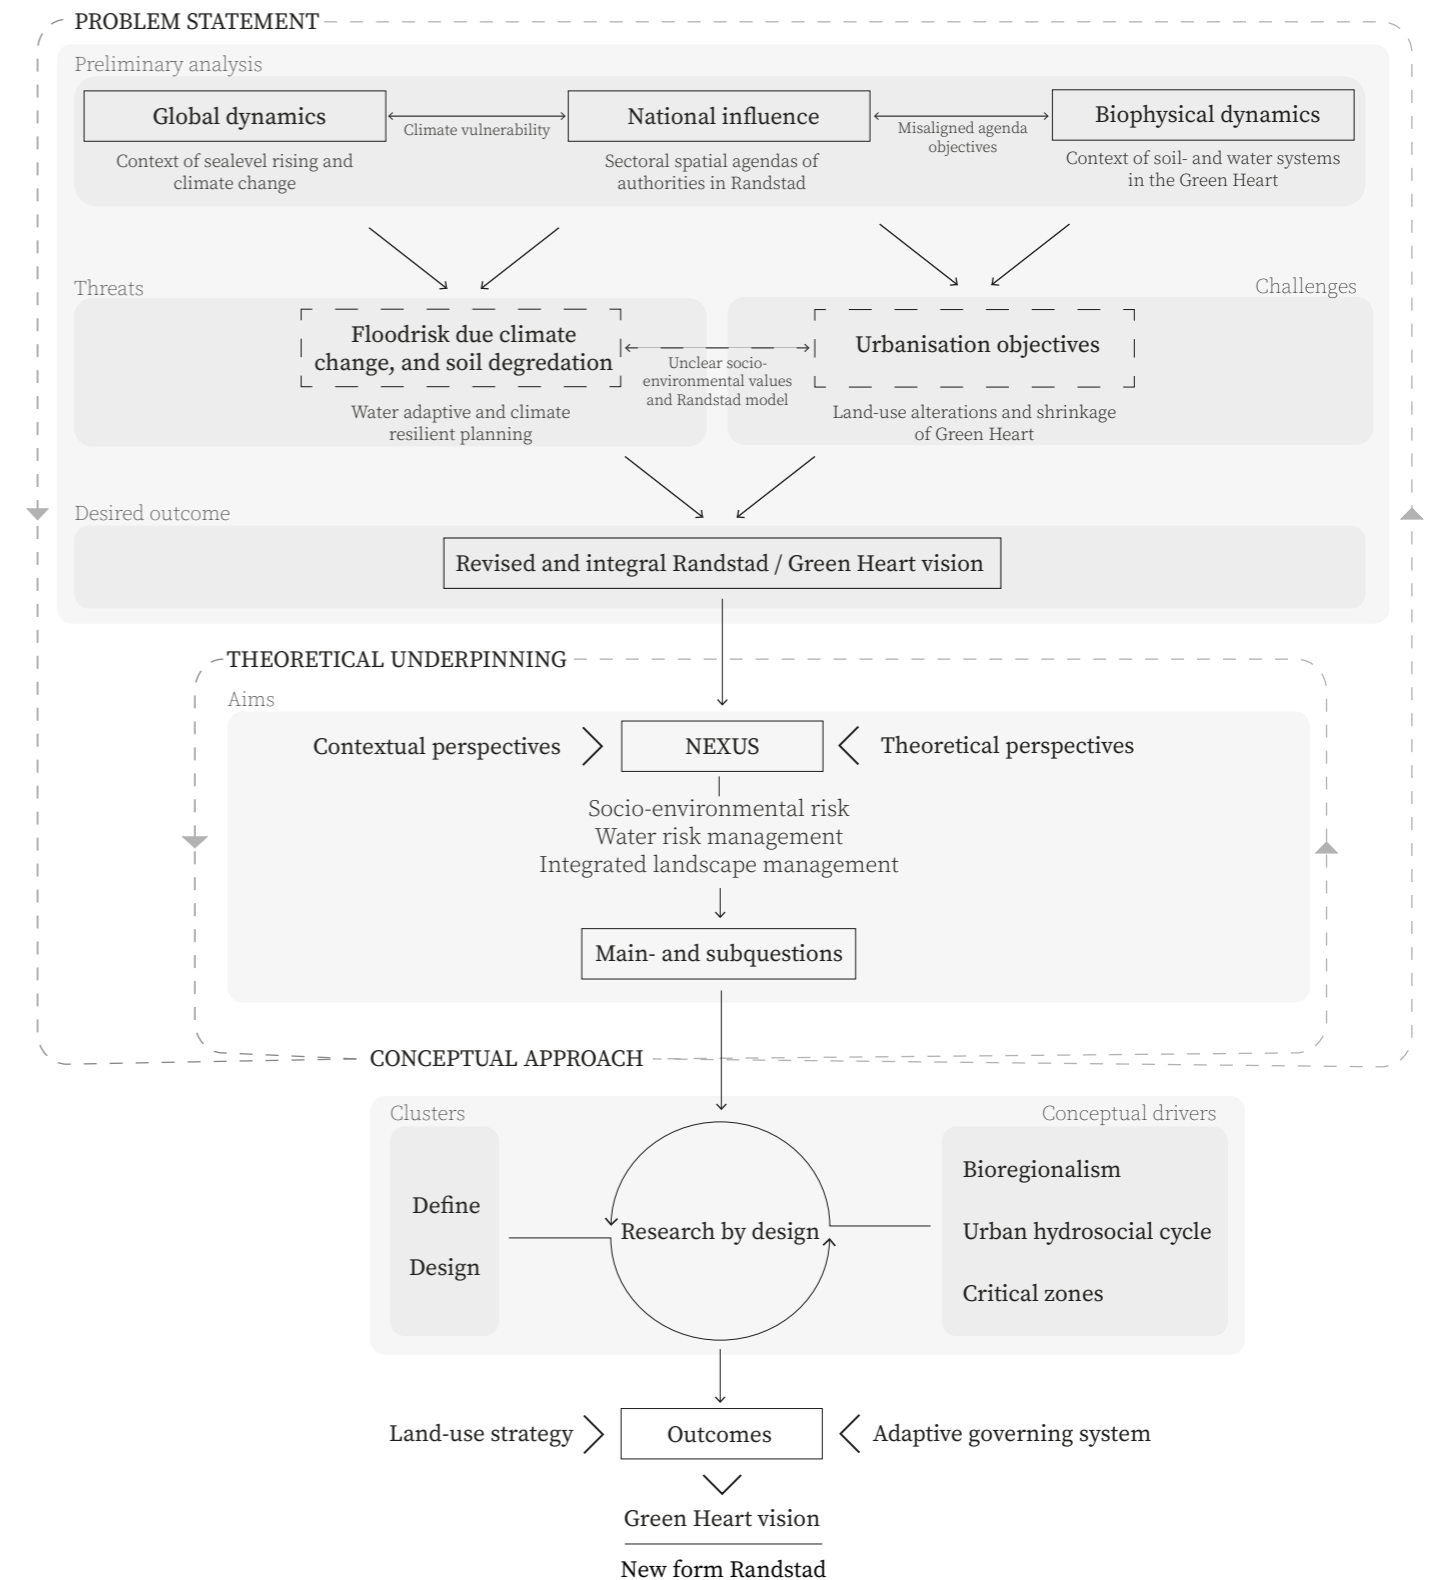 PROBLEM STATEMENT
Preliminary analysis
Global dynamics
Climate vulnerability
National influence
Misaligned agenda
objectives
Biophysical dynamics
Context of sealevel rising and
climate change
Sectoral spatial agendas of
authorities in Randstad
Context of soil- and water systems
in the Green Heart
Threats
Challenges
Floodrisk due climate
change, and soil degredation
Unclear socio-
environmental values
and Randstad model
Urbanisation objectives
Water adaptive and climate
resilient planning
Land-use alterations and shrinkage
of Green Heart
Desired outcome
Revised and integral Randstad / Green Heart vision
THEORETICAL UNDERPINNING
Aims
Contextual perspectives
NEXUS
Theoretical perspectives
Socio-environmental risk
Water risk management
Integrated landscape management
Main- and subquestions
CONCEPTUAL APPROACH
Clusters
Conceptual drivers
Define
Design
Research by design
Bioregionalism
Urban hydrosocial cycle
Critical zones
Land-use strategy
Outcomes
Adaptive governing system
Green Heart vision
New form Randstad